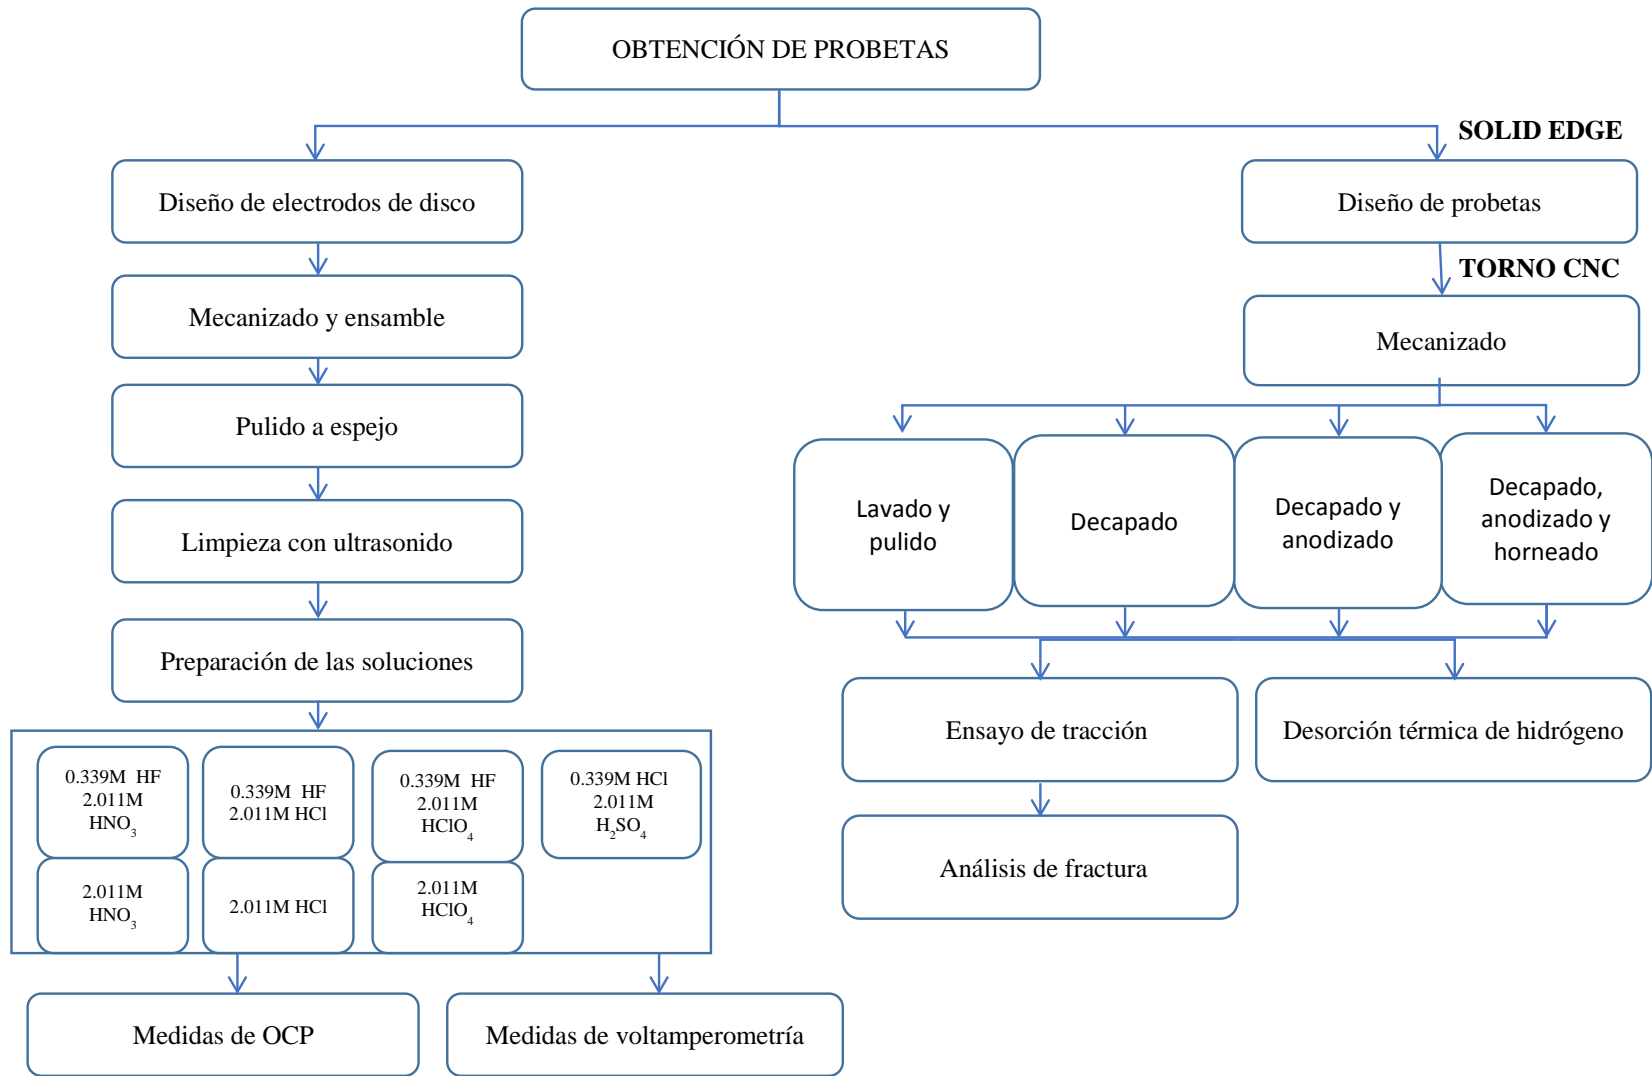 OBTENCIÓN DE PROBETAS
SOLID EDGE
Diseño de electrodos de disco
Diseño de probetas
TORNO CNC
Mecanizado y ensamble
Mecanizado
Pulido a espejo
Lavado y
pulido
Decapado
Decapado y
anodizado
Decapado,
anodizado y
horneado
Limpieza con ultrasonido
Preparación de las soluciones
Ensayo de tracción
Desorción térmica de hidrógeno
0.339M HF
2.011M
HNO₃
0.339M HF
2.011M HCl
0.339M HF
2.011M
HClO₄
0.339M HCl
2.011M
H₂SO₄
2.011M
HNO₃
2.011M HCl
2.011M
HClO₄
Análisis de fractura
Medidas de OCP
Medidas de voltamperometría